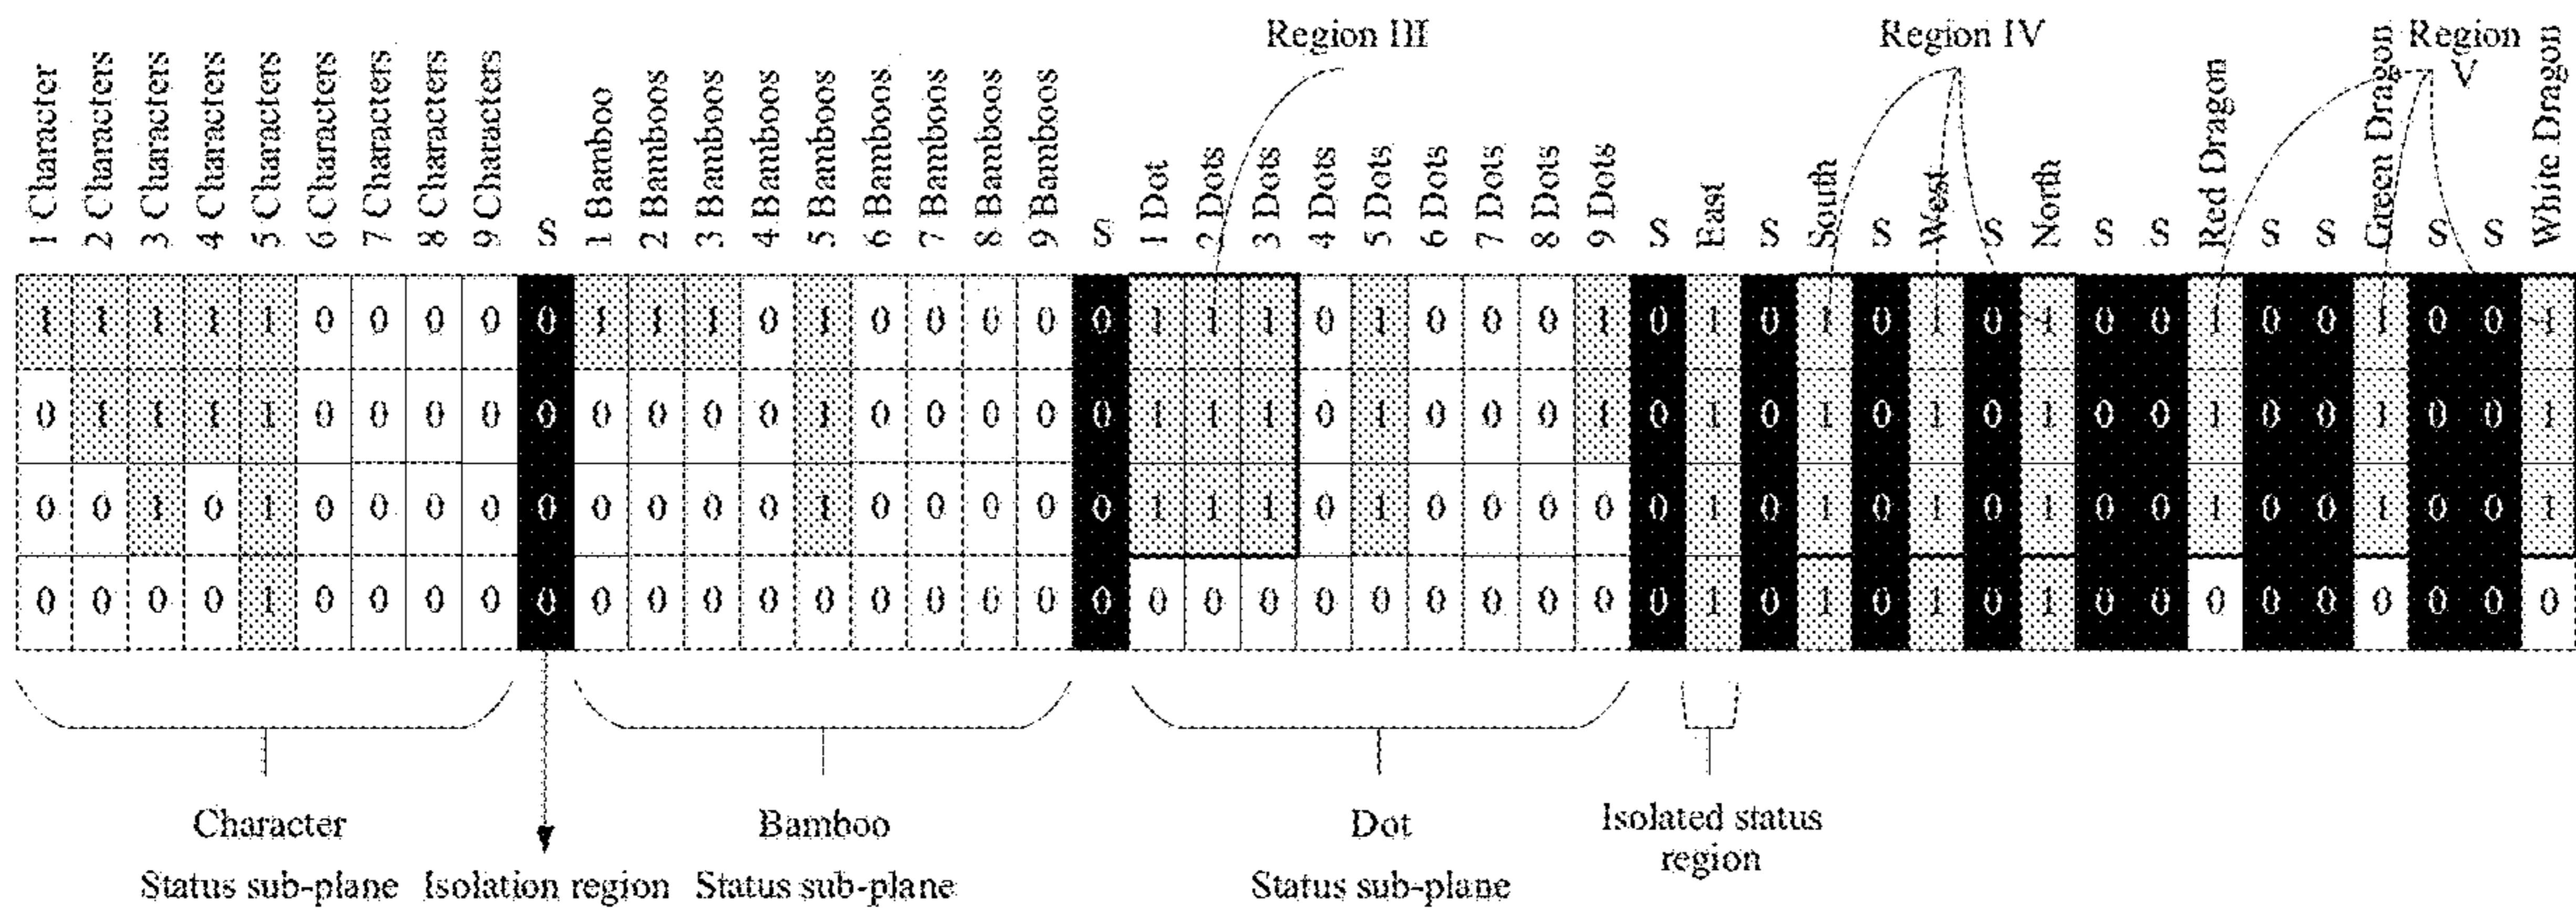 Region III
Region IV
Region
V
1 Character
2 Characters
3 Characters
4 Characters
5 Characters
6 Characters
7 Characters
8 Characters
9 Characters
S
1 Bamboo
2 Bamboos
3 Bamboos
4 Bamboos
5 Bamboos
6 Bamboos
7 Bamboos
8 Bamboos
9 Bamboos
S
1 Dot
2 Dots
3 Dots
4 Dots
5 Dots
6 Dots
7 Dots
8 Dots
9 Dots
S
East
S
South
S
West
S
North
S
S
Red Dragon
S
S
Green Dragon
S
S
White Dragon
1 1 1 1 1 0 0 0 0 0 1 1 1 0 1 0 0 0 0 0 1 1 1 0 1 0 0 0 1 0 1 0 1 0 1 0 1 0 0 1 0 0 1 0 0 1
0 1 1 1 1 0 0 0 0 0 0 0 0 0 1 0 0 0 0 0 1 1 1 0 1 0 0 0 1 0 1 0 1 0 1 0 1 0 0 1 0 0 1 0 0 1
0 0 1 0 1 0 0 0 0 0 0 0 0 0 1 0 0 0 0 0 1 1 1 0 1 0 0 0 0 0 1 0 1 0 1 0 1 0 0 1 0 0 1 0 0 1
0 0 0 0 1 0 0 0 0 0 0 0 0 0 0 0 0 0 0 0 0 0 0 0 0 0 0 0 0 0 1 0 1 0 1 0 1 0 0 0 0 0 0 0 0 0
Character
Status sub-plane
Isolation region
Bamboo
Status sub-plane
Dot
Status sub-plane
Isolated status
region